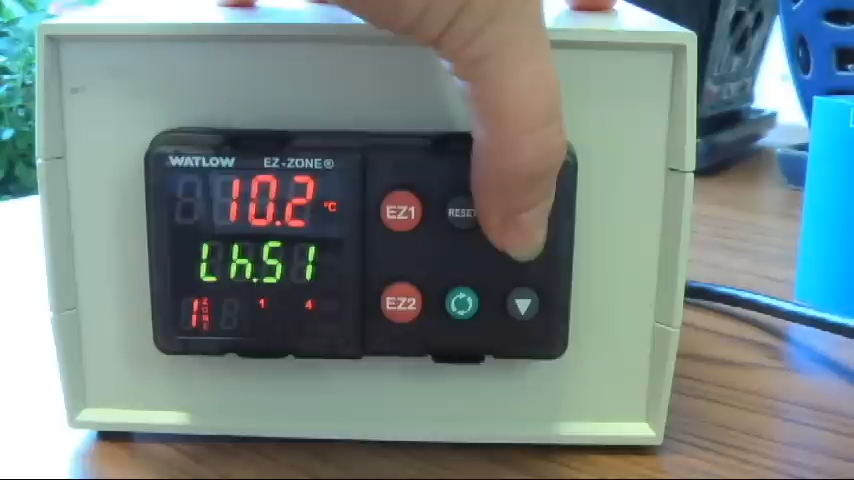 WATLOW EZ-ZONE®
10.2 °C
Lh.S1
1 ZONE 1 4
EZ1 RESET
EZ2